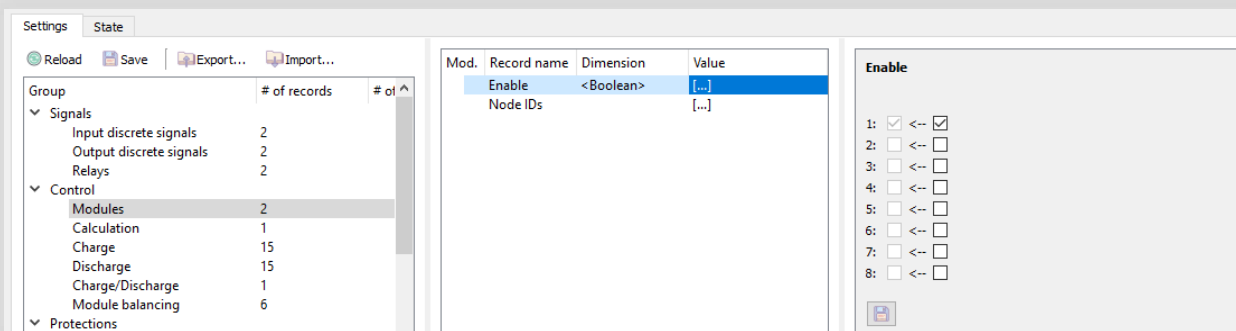 Settings State
Reload Save Export... Import...
Group # of records # of
Signals
Input discrete signals 2
Output discrete signals 2
Relays 2
Control
Modules 2
Calculation 1
Charge 15
Discharge 15
Charge/Discharge 1
Module balancing 6
Protections
Mod. Record name Dimension Value
Enable <Boolean> [...]
Node IDs [...]
Enable
1: <--
2: <--
3: <--
4: <--
5: <--
6: <--
7: <--
8: <--